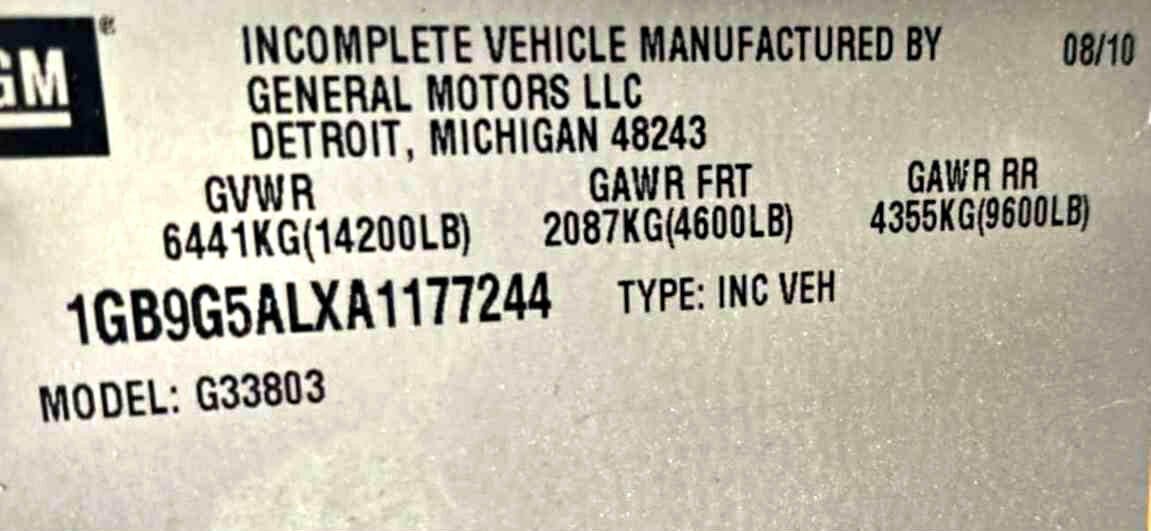 GM®
INCOMPLETE VEHICLE MANUFACTURED BY 08/10
GENERAL MOTORS LLC
DETROIT, MICHIGAN 48243
GVWR GAWR FRT GAWR RR
6441KG(14200LB) 2087KG(4600LB) 4355KG(9600LB)
1GB9G5ALXA1177244 TYPE: INC VEH
MODEL: G33803